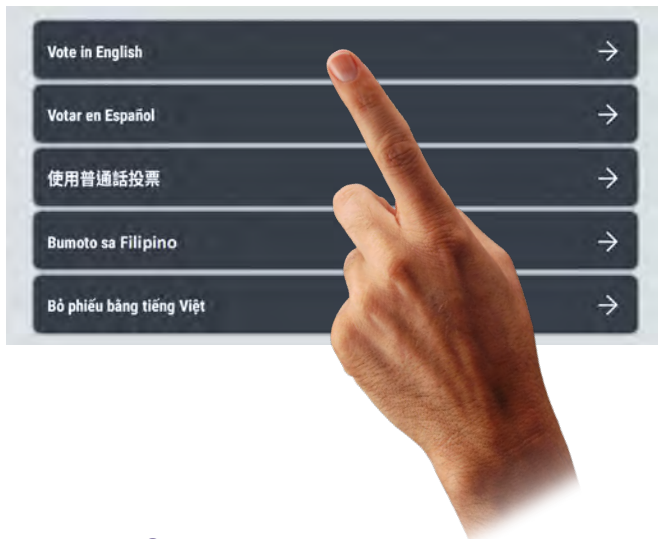 Vote in English
Votar en Español
使用普通話投票
Bumoto sa Filipino
Bỏ phiếu bằng tiếng Việt